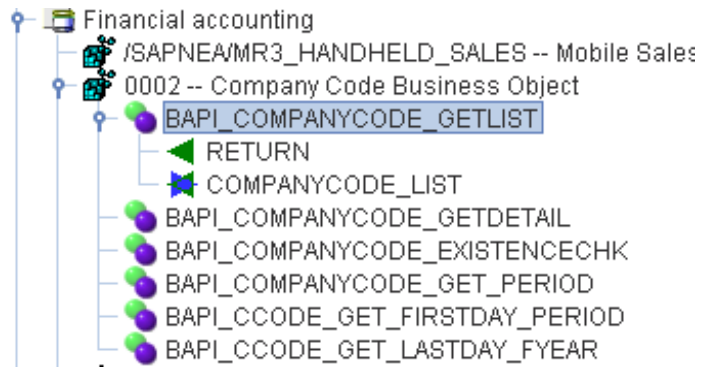 Financial accounting
/SAPNEA/MR3_HANDHELD_SALES -- Mobile Sales
0002 -- Company Code Business Object
BAPI_COMPANYCODE_GETLIST
RETURN
COMPANYCODE_LIST
BAPI_COMPANYCODE_GETDETAIL
BAPI_COMPANYCODE_EXISTENCECHK
BAPI_COMPANYCODE_GET_PERIOD
BAPI_CCODE_GET_FIRSTDAY_PERIOD
BAPI_CCODE_GET_LASTDAY_FYEAR